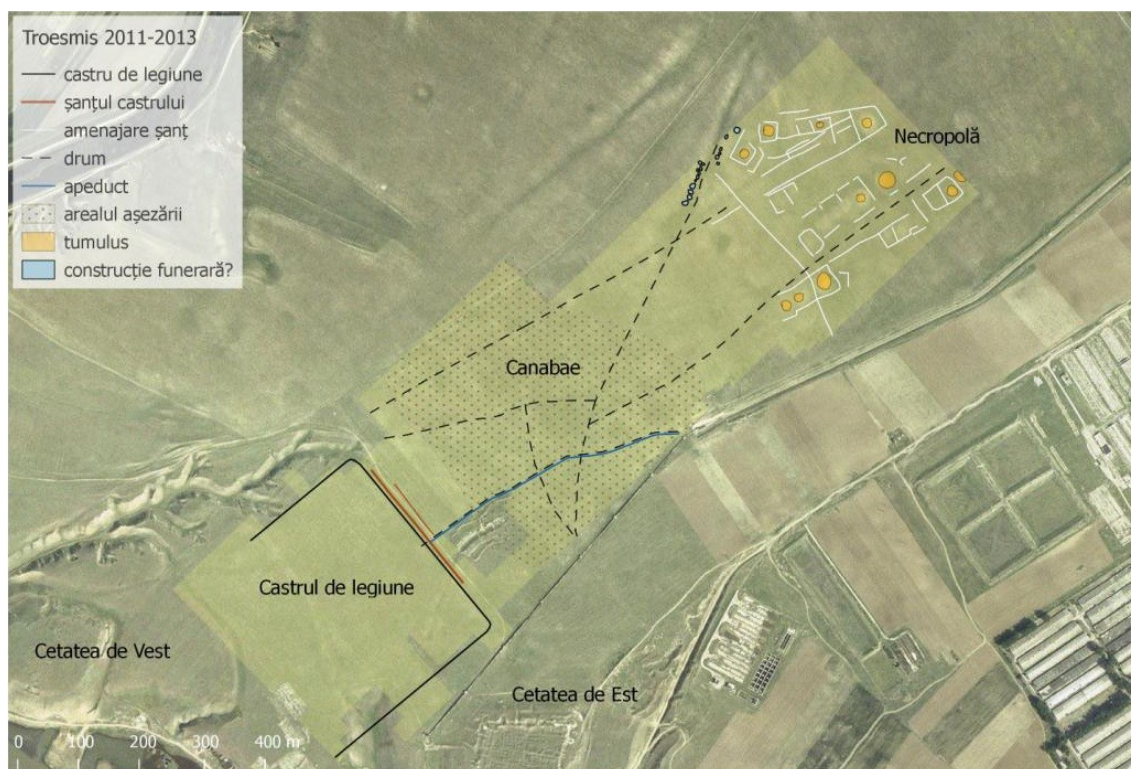 Troesmis 2011-2013
castru de legiune
șanțul castrului
amenajare șanț
drum
apeduct
arealul așezării
tumulus
construcție funerară?
Necropolă
Canabae
Castrul de legiune
Cetatea de Vest
Cetatea de Est
0 100 200 300 400 m